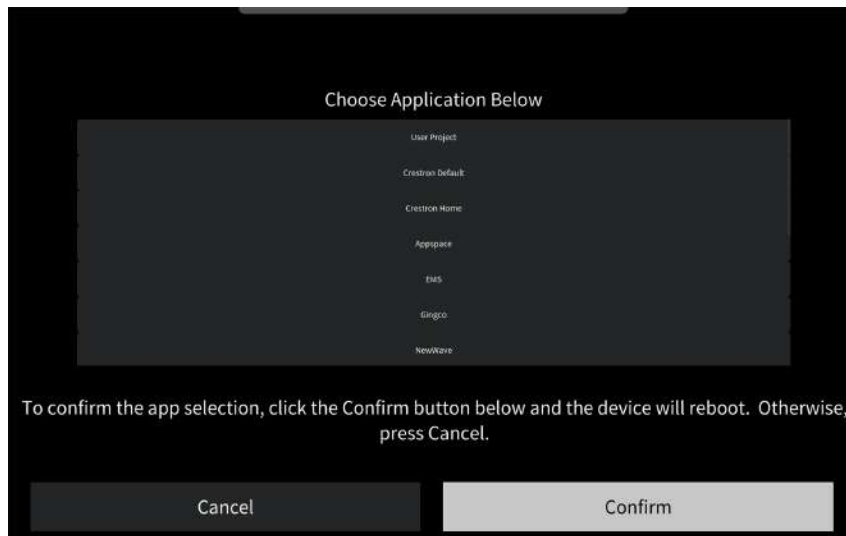 Choose Application Below
User Project
Crestron Default
Crestron Home
Appspace
EMS
Gingco
NewWave
To confirm the app selection, click the Confirm button below and the device will reboot. Otherwise,
press Cancel.
Cancel
Confirm